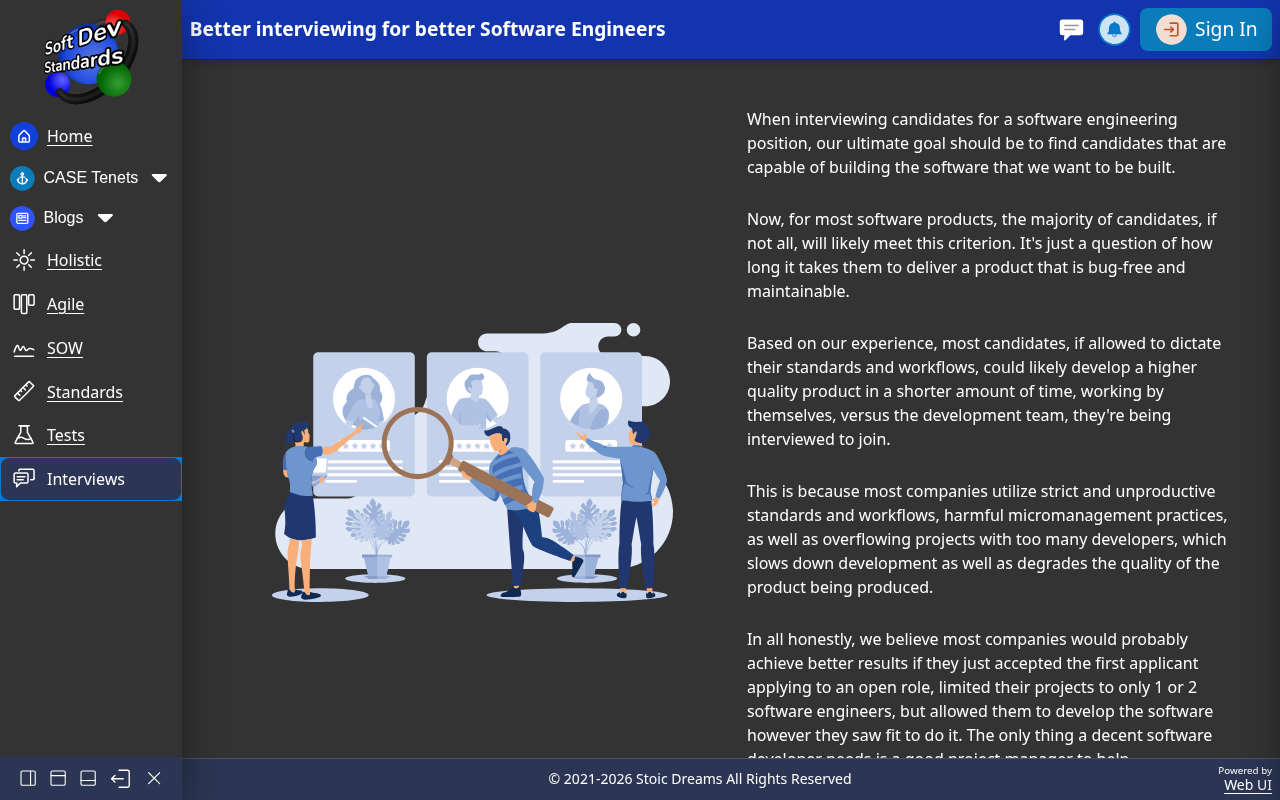 Soft Dev
Standards
Better interviewing for better Software Engineers
Sign In
Home
CASE Tenets
Blogs
Holistic
Agile
SOW
Standards
Tests
Interviews
When interviewing candidates for a software engineering
position, our ultimate goal should be to find candidates that are
capable of building the software that we want to be built.
Now, for most software products, the majority of candidates, if
not all, will likely meet this criterion. It's just a question of how
long it takes them to deliver a product that is bug-free and
maintainable.
Based on our experience, most candidates, if allowed to dictate
their standards and workflows, could likely develop a higher
quality product in a shorter amount of time, working by
themselves, versus the development team, they're being
interviewed to join.
This is because most companies utilize strict and unproductive
standards and workflows, harmful micromanagement practices,
as well as overflowing projects with too many developers, which
slows down development as well as degrades the quality of the
product being produced.
In all honestly, we believe most companies would probably
achieve better results if they just accepted the first applicant
applying to an open role, limited their projects to only 1 or 2
software engineers, but allowed them to develop the software
however they saw fit to do it. The only thing a decent software
developer needs is a good project manager to help
© 2021-2026 Stoic Dreams All Rights Reserved
Powered by
Web UI